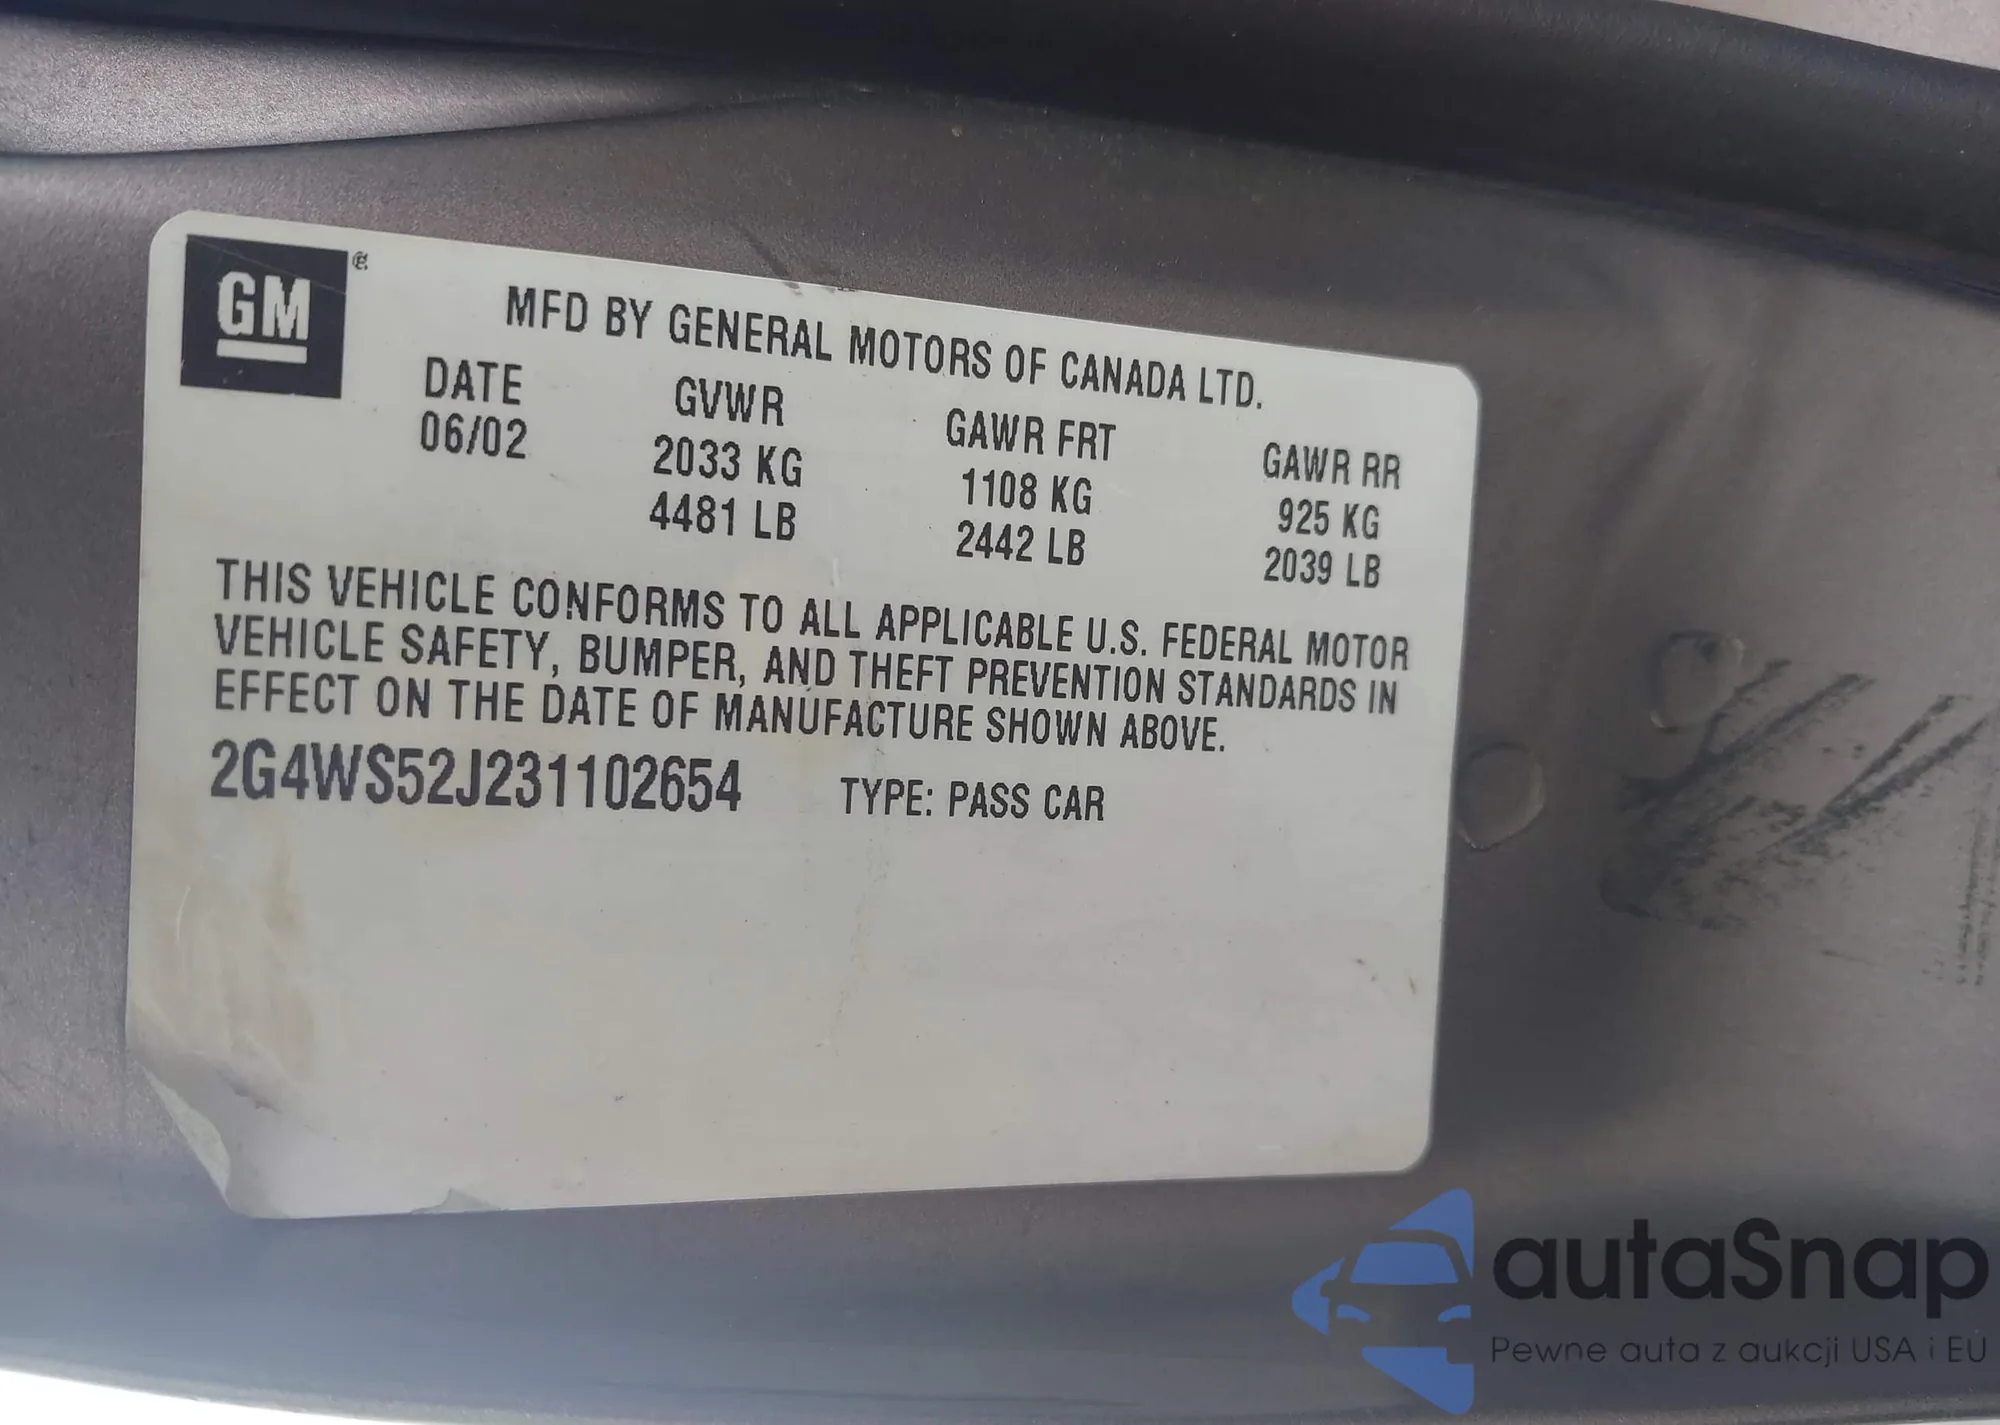 GM
MFD BY GENERAL MOTORS OF CANADA LTD.
DATE GVWR GAWR FRT GAWR RR
06/02 2033 KG 1108 KG 925 KG
4481 LB 2442 LB 2039 LB
THIS VEHICLE CONFORMS TO ALL APPLICABLE U.S. FEDERAL MOTOR
VEHICLE SAFETY, BUMPER, AND THEFT PREVENTION STANDARDS IN
EFFECT ON THE DATE OF MANUFACTURE SHOWN ABOVE.
2G4WS52J231102654 TYPE: PASS CAR
autaSnap
Pewne auta z aukcji USA i EU